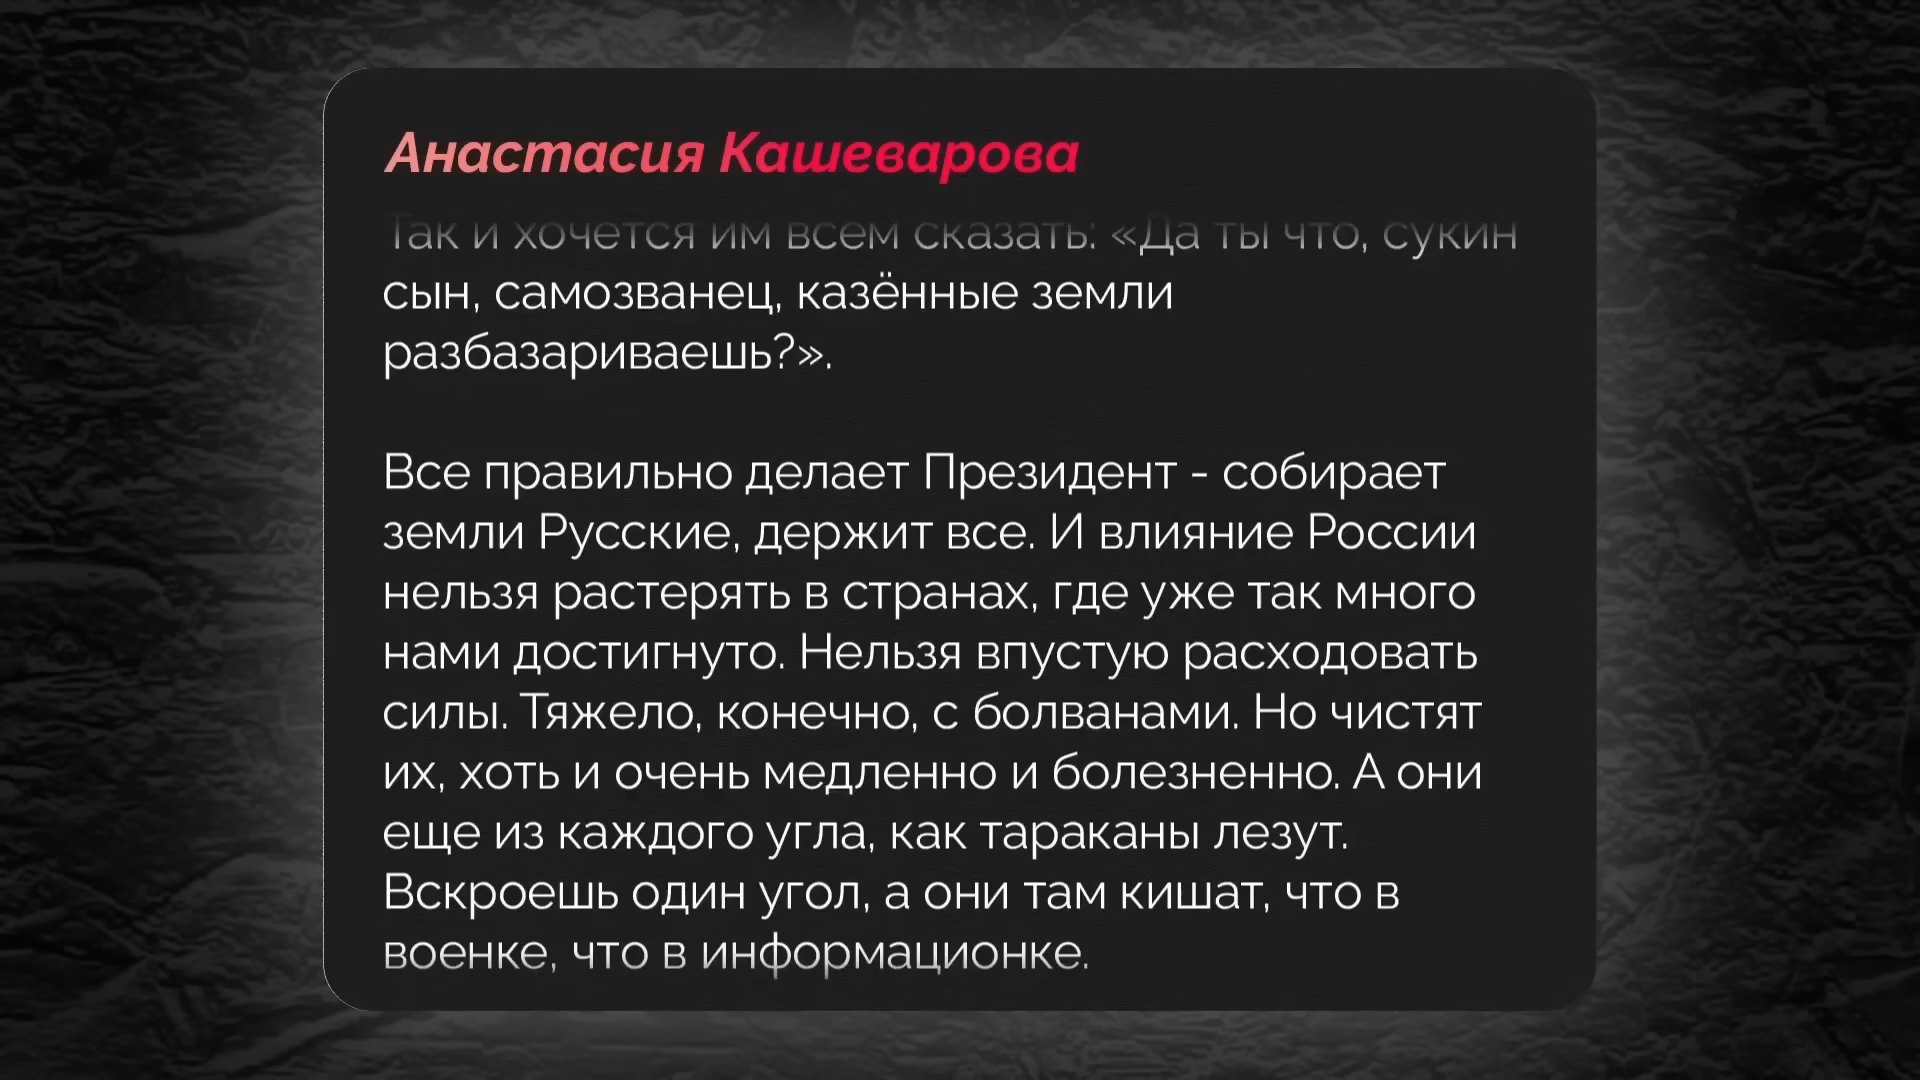 Анастасия Кашеварова
Так и хочется им всем сказать: «Да ты что, сукин
сын, самозванец, казённые земли
разбазариваешь?».
Все правильно делает Президент - собирает
земли Русские, держит все. И влияние России
нельзя растерять в странах, где уже так много
нами достигнуто. Нельзя впустую расходовать
силы. Тяжело, конечно, с болванами. Но чистят
их, хоть и очень медленно и болезненно. А они
еще из каждого угла, как тараканы лезут.
Вскроешь один угол, а они там кишат, что в
военке, что в информационке.